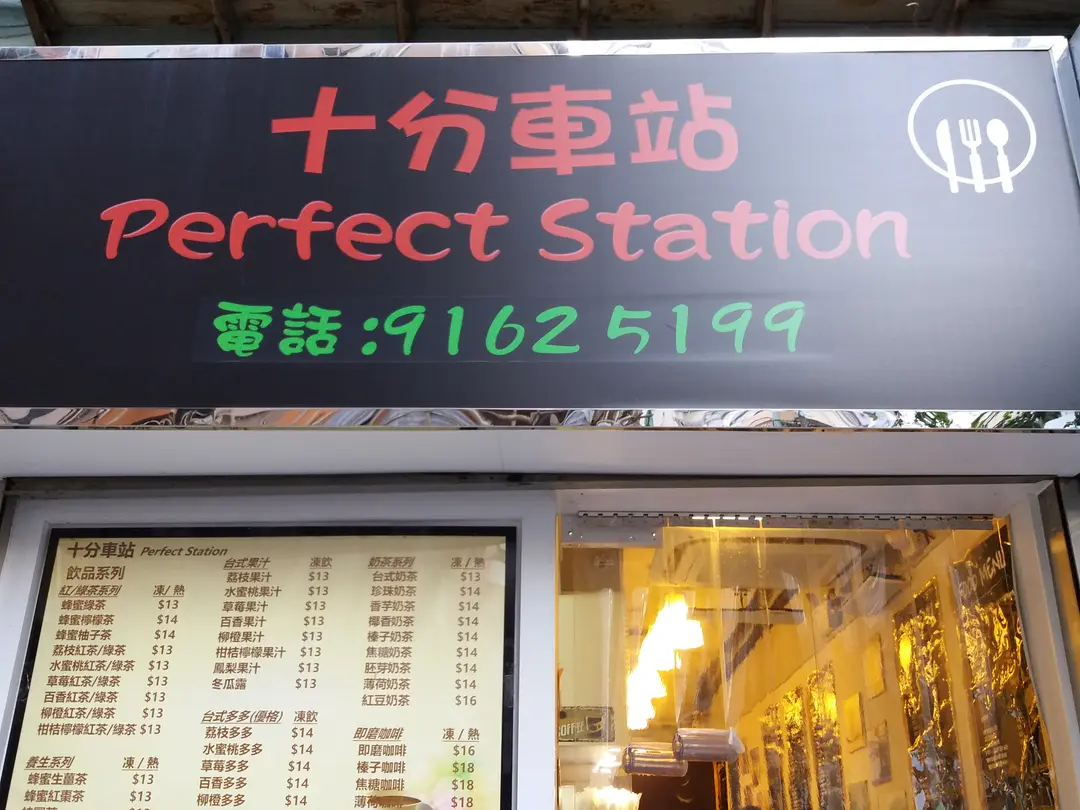 十分車站
Perfect Station
電話:9162 5199
十分車站 Perfect Station
飲品系列
紅/綠茶系列 凍/熱
蜂蜜綠茶 $13
蜂蜜檸檬茶 $14
蜂蜜柚子茶 $14
荔枝紅茶/綠茶 $13
水蜜桃紅茶/綠茶 $13
草莓紅茶/綠茶 $13
百香紅茶/綠茶 $13
柳橙紅茶/綠茶 $13
柑桔檸檬紅茶/綠茶 $13
養生系列 凍/熱
蜂蜜生薑茶 $13
蜂蜜紅棗茶 $13
台式果汁 凍飲
荔枝果汁 $13
水蜜桃果汁 $13
草莓果汁 $13
百香果汁 $13
柳橙果汁 $13
柑桔檸檬果汁 $13
鳳梨果汁 $13
冬瓜露 $13
台式多多(優格) 凍飲
荔枝多多 $14
水蜜桃多多 $14
草莓多多 $14
百香多多 $14
柳橙多多 $14
奶茶系列 凍/熱
台式奶茶 $13
珍珠奶茶 $14
香芋奶茶 $14
椰香奶茶 $14
榛子奶茶 $14
焦糖奶茶 $14
胚芽奶茶 $14
薄荷奶茶 $14
紅豆奶茶 $16
即磨咖啡 凍/熱
即磨咖啡 $16
榛子咖啡 $18
焦糖咖啡 $18
薄荷咖啡 $18
MENU